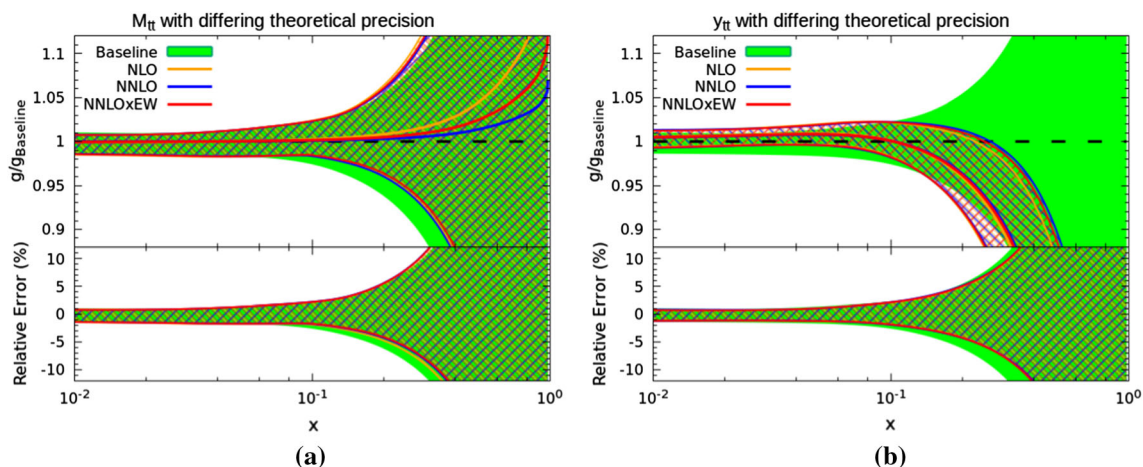 M_tt with differing theoretical precision
Baseline
NLO
NNLO
NNLOxEW
g/g_Baseline
1.1
1.05
1
0.95
0.9
Relative Error (%)
10
5
0
-5
-10
10^-2
10^-1
10^0
x
(a)
y_tt with differing theoretical precision
Baseline
NLO
NNLO
NNLOxEW
g/g_Baseline
1.1
1.05
1
0.95
0.9
Relative Error (%)
10
5
0
-5
-10
10^-2
10^-1
10^0
x
(b)